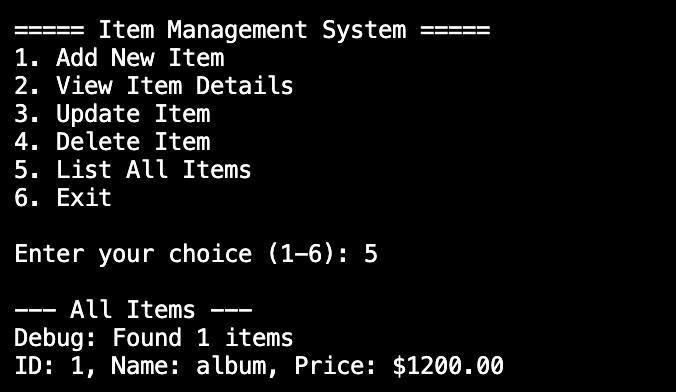 ===== Item Management System =====
1. Add New Item
2. View Item Details
3. Update Item
4. Delete Item
5. List All Items
6. Exit
Enter your choice (1-6): 5
--- All Items ---
Debug: Found 1 items
ID: 1, Name: album, Price: $1200.00